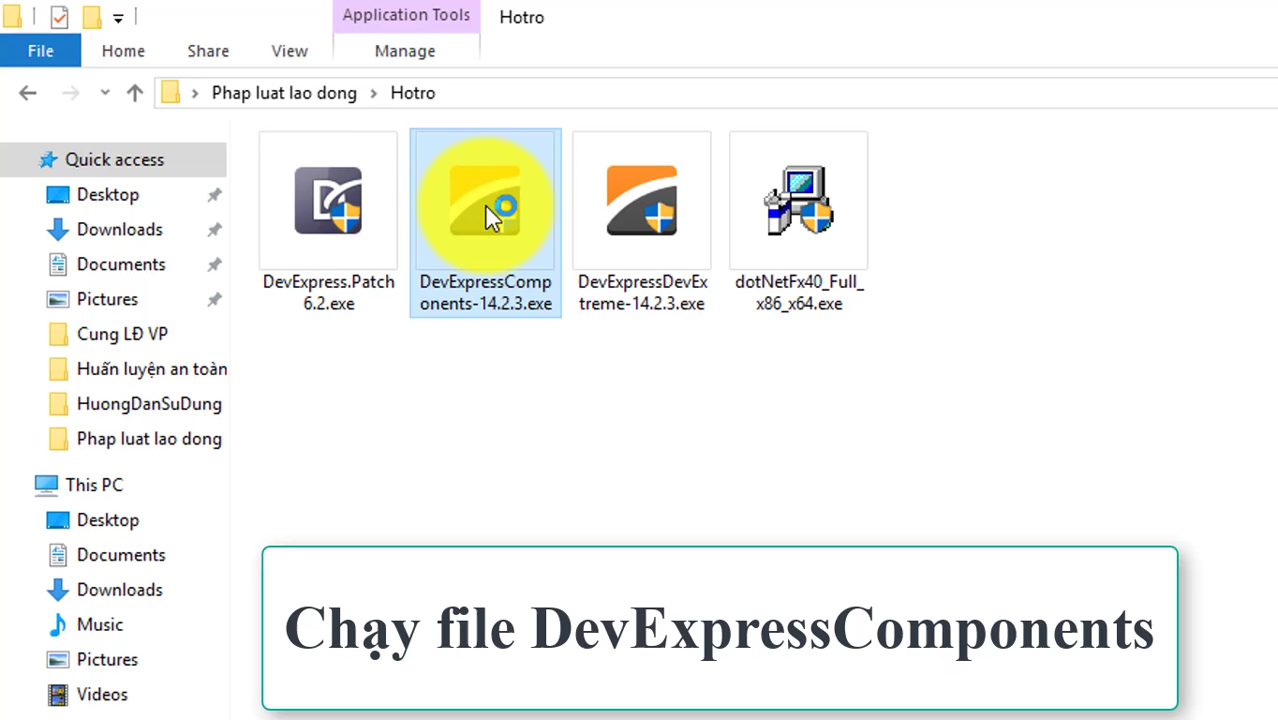 Application Tools
Hotro
File
Home
Share
View
Manage
Phap luat lao dong
Hotro
Quick access
Desktop
Downloads
Documents
Pictures
Cung LĐ VP
Huấn luyện an toàn
HuongDanSuDung
Phap luat lao dong
This PC
Desktop
Documents
Downloads
Music
Pictures
Videos
DevExpress.Patch
6.2.exe
DevExpressComp
onents-14.2.3.exe
DevExpressDevEx
treme-14.2.3.exe
dotNetFx40_Full_
x86_x64.exe
Chạy file DevExpressComponents